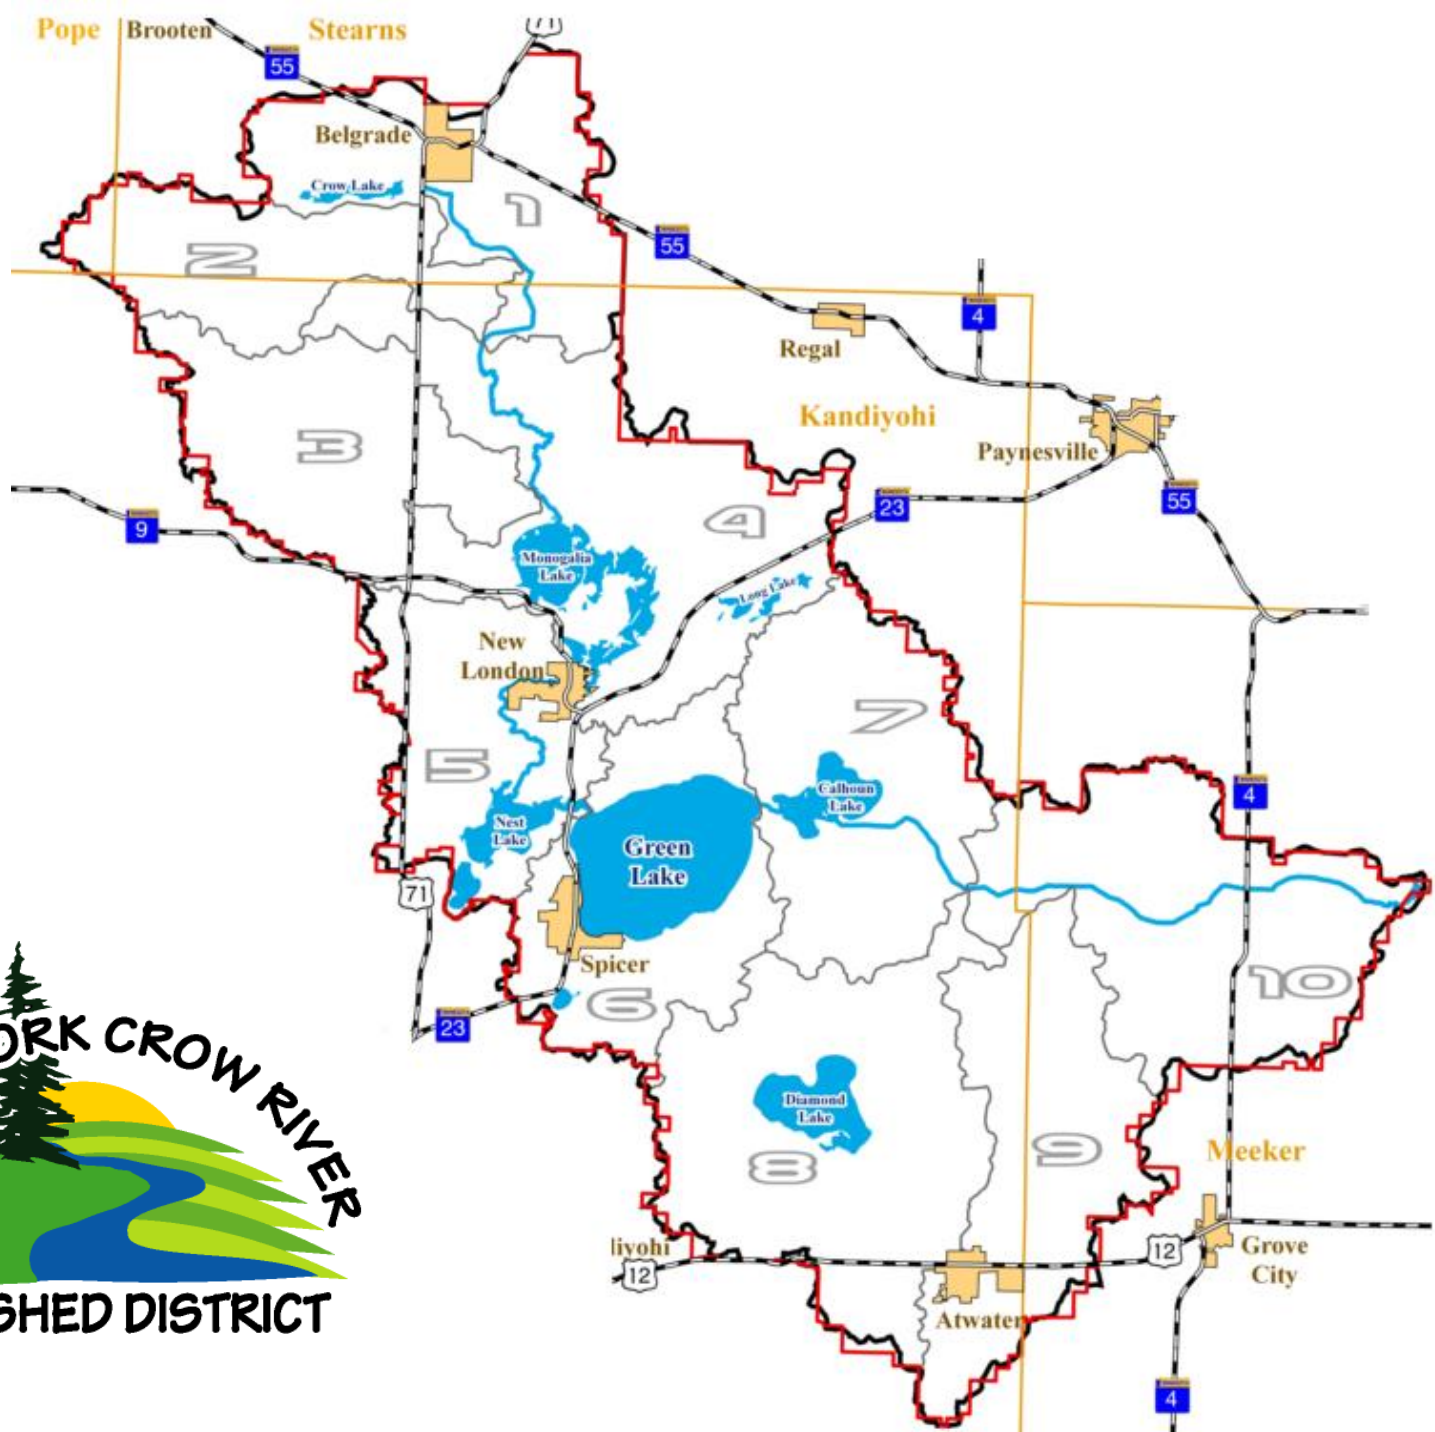 Pope
Brooten
Stearns
71
55
Belgrade
Crow Lake
1
55
2
4
Regal
Kandiyohi
Paynesville
3
23
55
9
4
Monogalia
Lake
Long Lake
New
London
7
5
Calhoun
Lake
4
Nest
Lake
Green
Lake
71
Spicer
6
10
23
ORK CROW RIVER
SHED DISTRICT
Diamond
Lake
8
9
Meeker
liyohi
12
12
Grove
City
Atwater
4